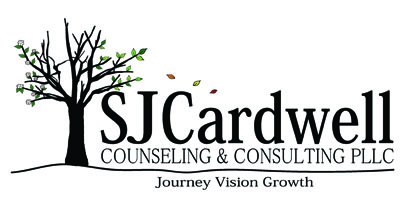 SJCardwell
COUNSELING & CONSULTING PLLC
Journey Vision Growth